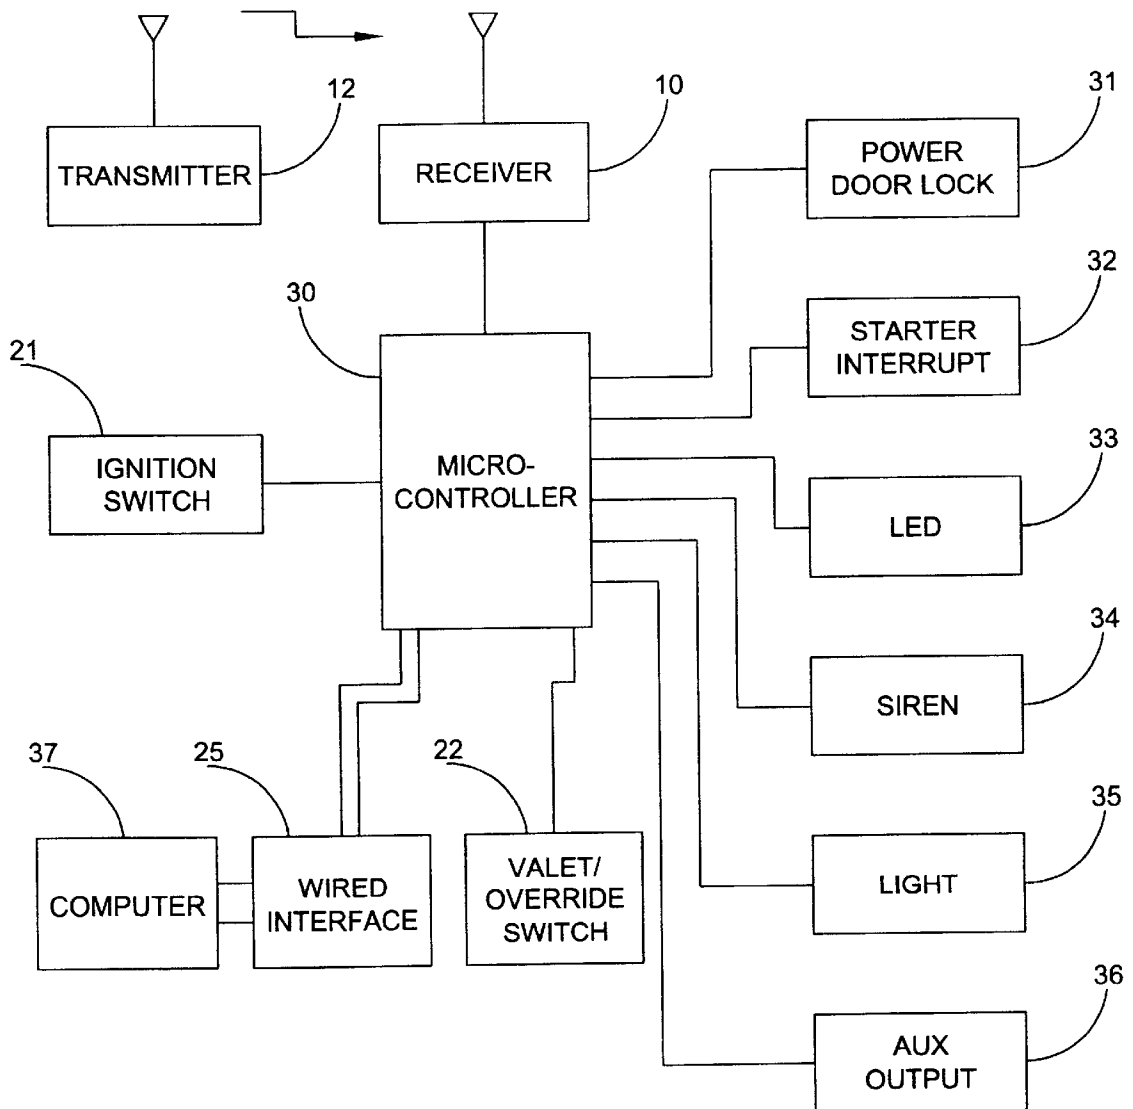 12
10
31
TRANSMITTER
RECEIVER
POWER
DOOR LOCK
30
32
21
STARTER
INTERRUPT
IGNITION
SWITCH
MICRO-
CONTROLLER
33
LED
34
SIREN
37
25
22
COMPUTER
WIRED
INTERFACE
VALET/
OVERRIDE
SWITCH
35
LIGHT
36
AUX
OUTPUT